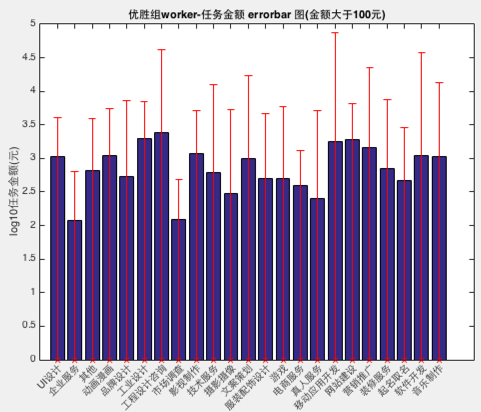 优胜组worker-任务金额 errorbar 图(金额大于100元)
log10任务金额(元)
5
4.5
4
3.5
3
2.5
2
1.5
1
0.5
0
UI设计
企业服务
其他
动画漫画
品牌设计
工业设计
工程设计咨询
市场调查
影视制作
技术服务
摄影摄像
文案策划
服装配饰设计
游戏
电商服务
真人服务
移动应用开发
网站建设
营销推广
装修服务
起名取名
软件开发
音乐制作